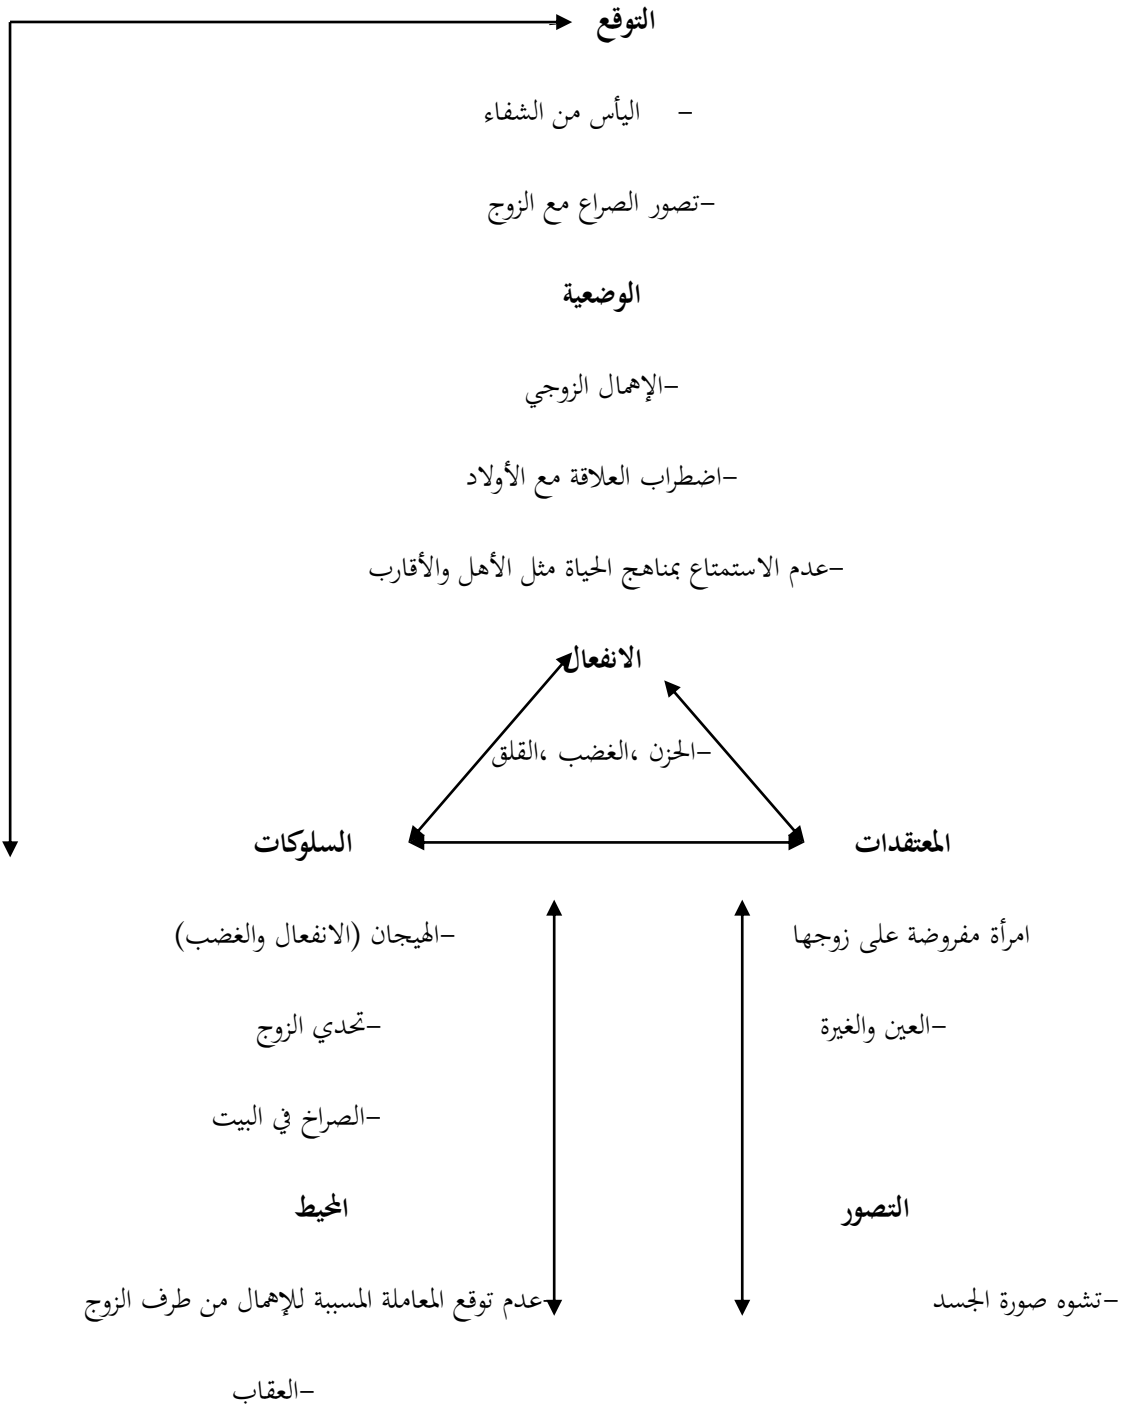 التوقع
- اليأس من الشفاء
-تصور الصراع مع الزوج
الوضعية
-الإهمال الزوجي
-اضطراب العلاقة مع الأولاد
-عدم الاستمتاع بمناهج الحياة مثل الأهل والأقارب
الانفعال
-الحزن ،الغضب ،القلق
المعتقدات السلوكات
امرأة مفروضة على زوجها -الهيجان (الانفعال والغضب)
-العين والغيرة -تحدي الزوج
-الصراخ في البيت
التصور المحيط
-تشوه صورة الجسد -عدم توقع المعاملة المسببة للإهمال من طرف الزوج
-العقاب